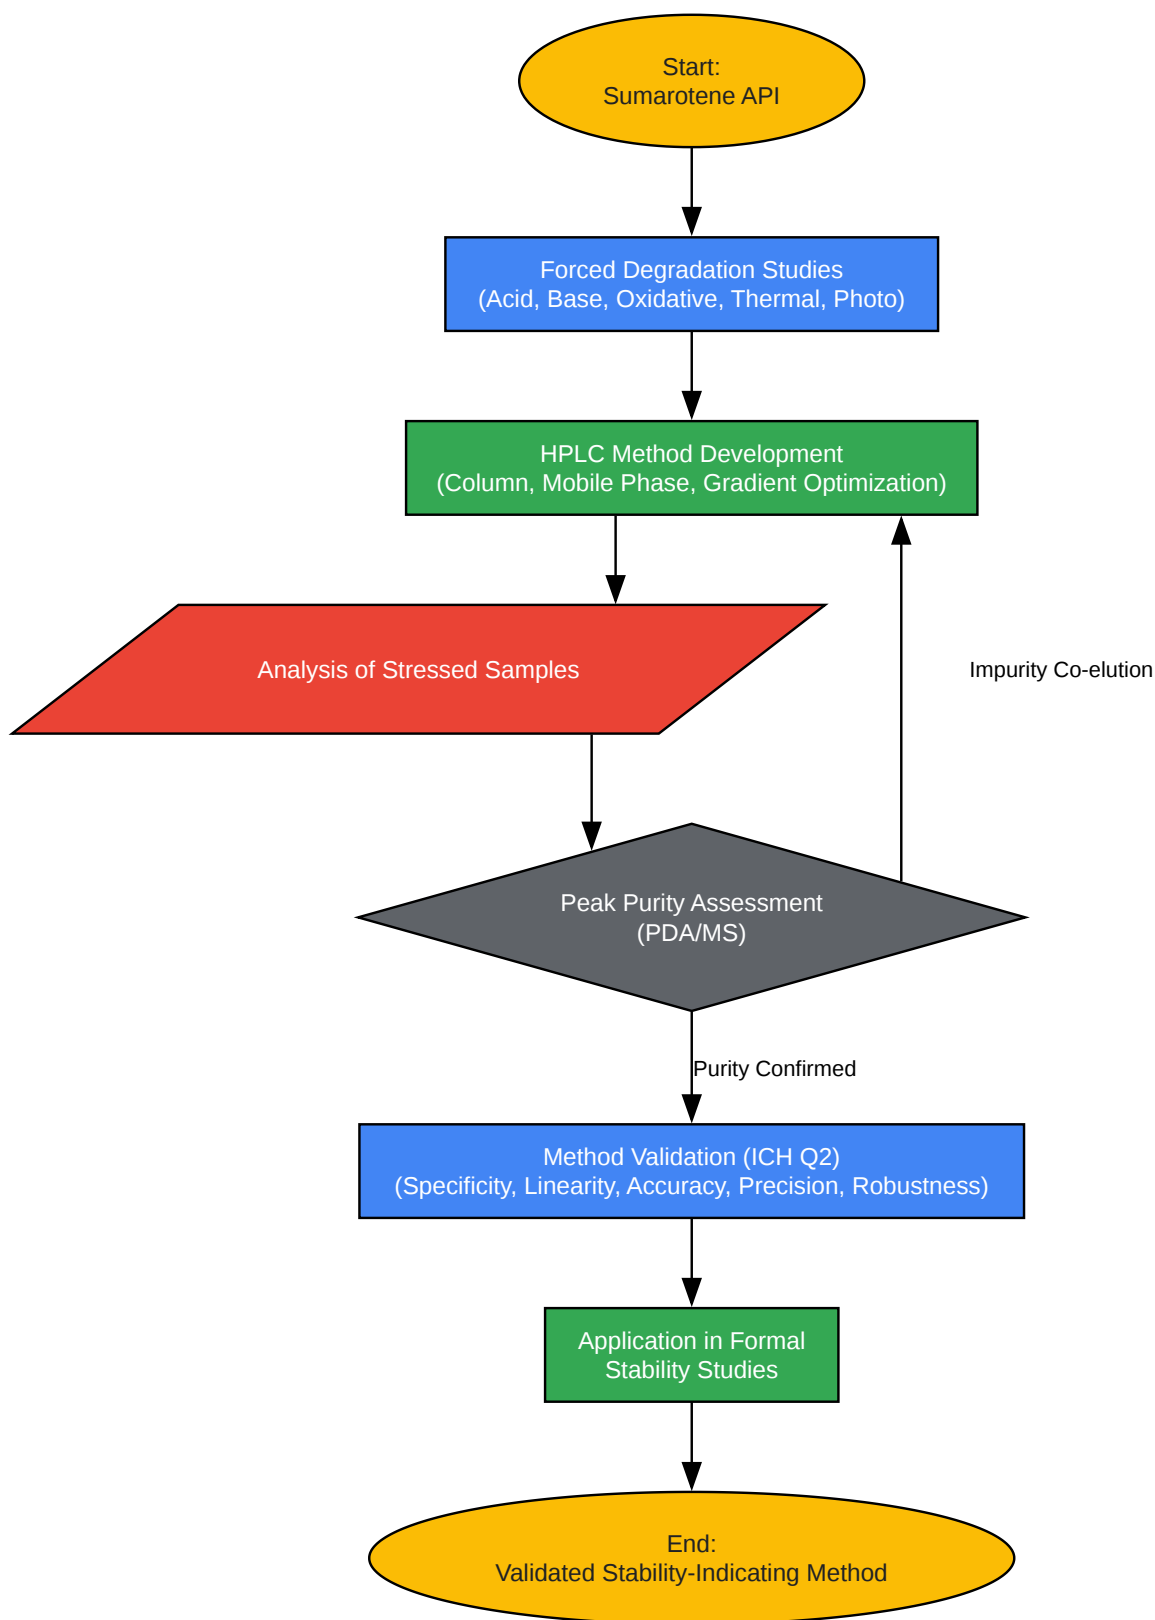 Start:
Sumarotene API
Forced Degradation Studies
(Acid, Base, Oxidative, Thermal, Photo)
HPLC Method Development
(Column, Mobile Phase, Gradient Optimization)
Analysis of Stressed Samples
Impurity Co-elution
Peak Purity Assessment
(PDA/MS)
Purity Confirmed
Method Validation (ICH Q2)
(Specificity, Linearity, Accuracy, Precision, Robustness)
Application in Formal
Stability Studies
End:
Validated Stability-Indicating Method